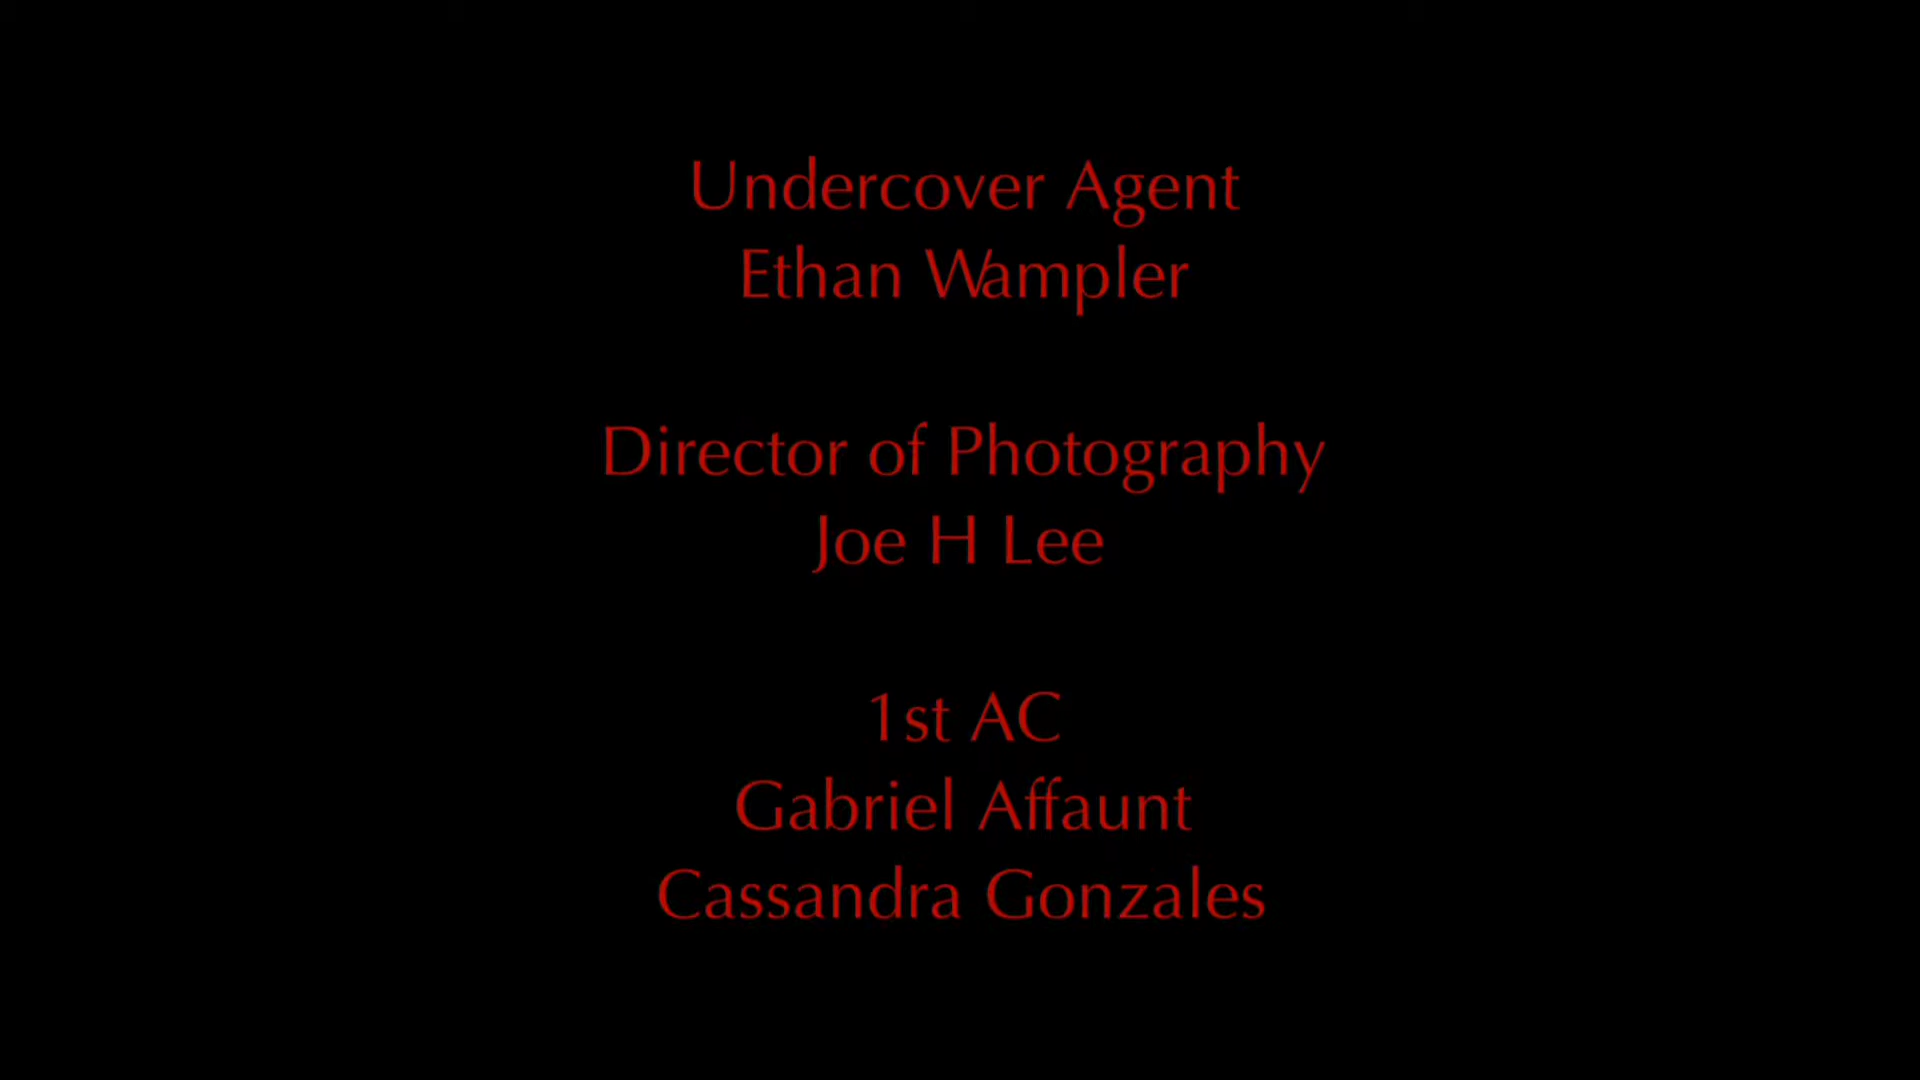 Undercover Agent
Ethan Wampler
Director of Photography
Joe H Lee
1st AC
Gabriel Affaunt
Cassandra Gonzales